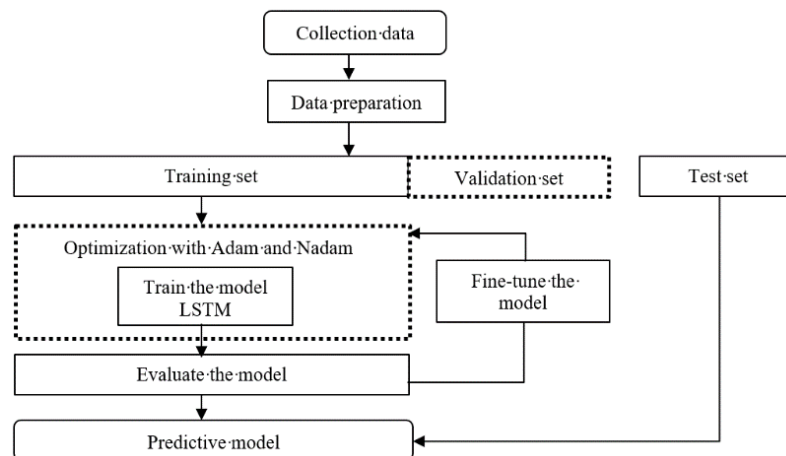 Collection·data
Data·preparation
Training·set
Validation·set
Test·set
Optimization·with·Adam·and·Nadam
Train·the·model·
LSTM
Fine-tune·the·
model
Evaluate·the·model
Predictive·model